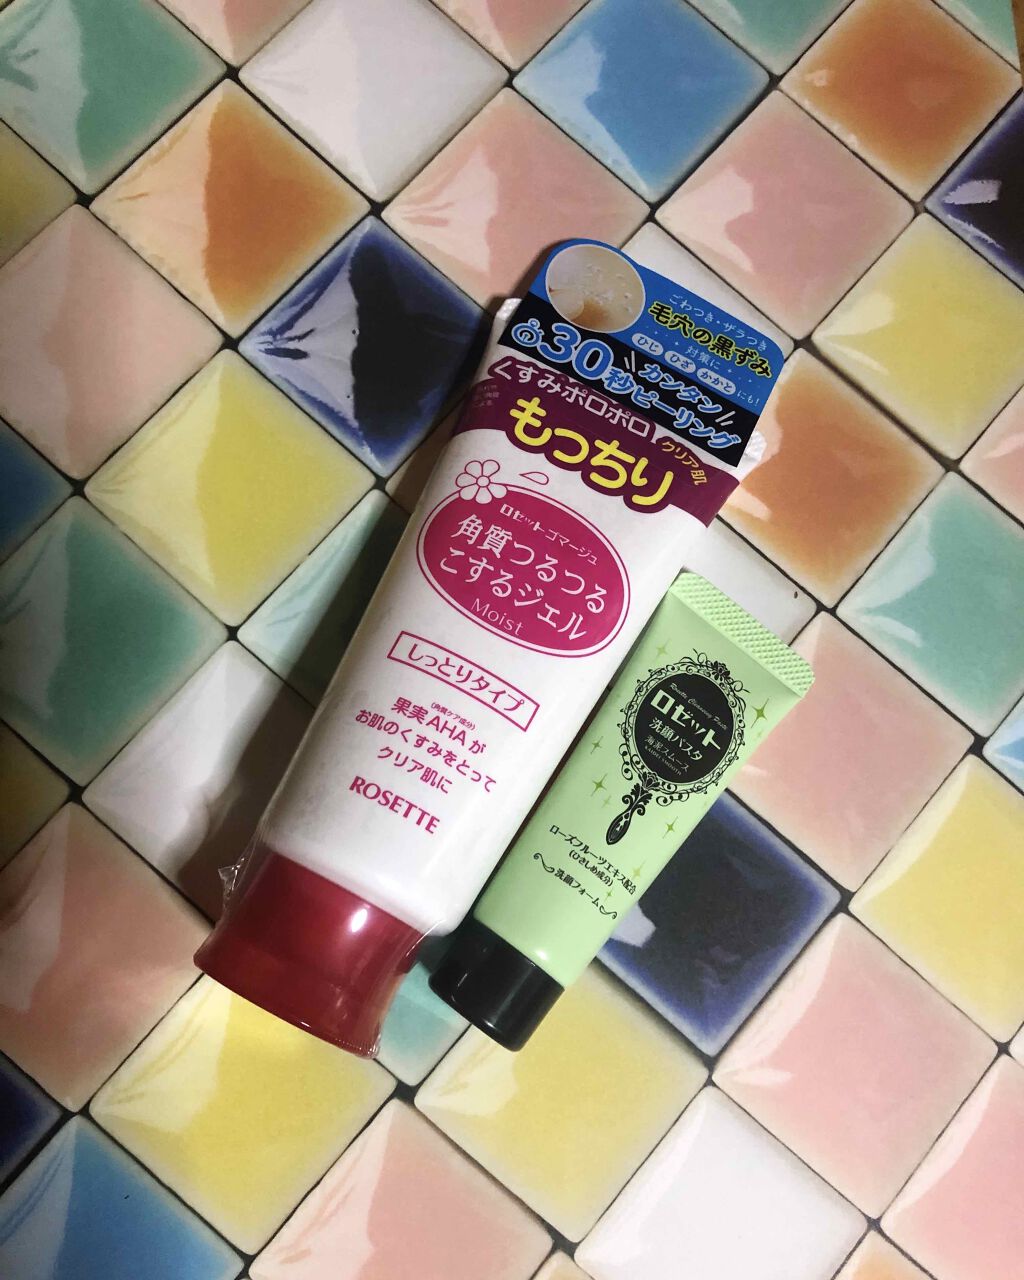 ごわつき・ザラつき
毛穴の黒ずみ
対策に
ひじ ひざ かかと にも!
30秒
カンタン
ピーリング
くすみポロポロ
クリア肌
もっちり
ロゼットゴマージュ
角質つるつる
こするジェル
Moist
しっとりタイプ
(角質ケア成分)
果実AHAが
お肌のくすみをとって
クリア肌に
ROSETTE
Rosette Cleansing Paste
ロゼット
洗顔パスタ
海泥スムース
KAIDEI SMOOTH
ローズフルーツエキス配合
(ひきしめ成分)
洗顔フォーム